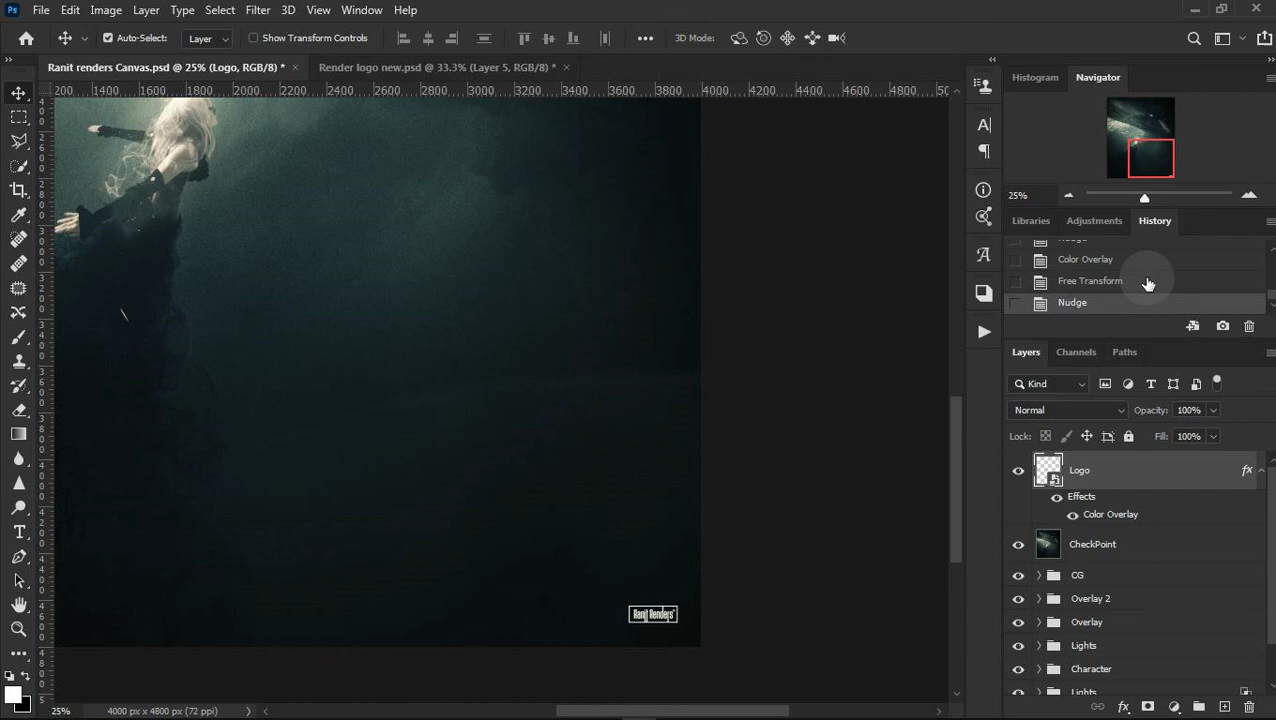 Ps File Edit Image Layer Type Select Filter 3D View Window Help
Auto-Select: Layer Show Transform Controls 3D Mode:
Ranit renders Canvas.psd @ 25% (Logo, RGB/8) * × Render logo new.psd @ 33.3% (Layer 5, RGB/8) * ×
200 1400 1600 1800 2000 2200 2400 2600 2800 3000 3200 3400 3600 3800 4000 4200 4400 4600 4800
Histogram Navigator
25%
Libraries Adjustments History
Color Overlay
Free Transform
Nudge
Layers Channels Paths
Kind
Normal Opacity:
Lock: Fill:
Logo fx
Effects
Color Overlay
CheckPoint
CG
Overlay 2
Overlay
Lights
Character
Lights
Ranit Renders
25% 4000 px x 4800 px (72 ppi)